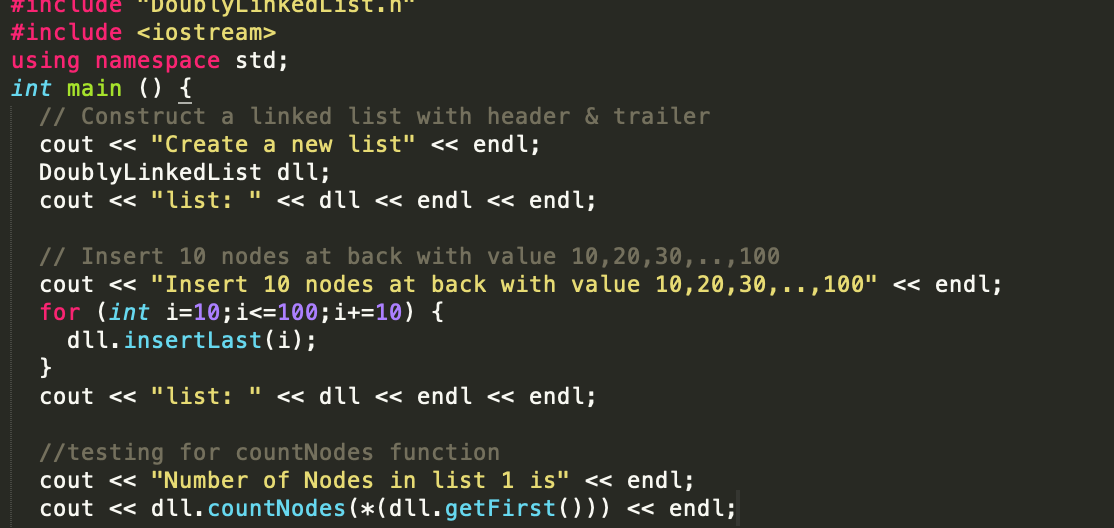 #include "DoublyLinkedList.h"
#include <iostream>
using namespace std;
int main () {
// Construct a linked list with header & trailer
cout << "Create a new list" << endl;
DoublyLinkedList dll;
cout << "list: " << dll << endl << endl;
// Insert 10 nodes at back with value 10,20,30,..,100
cout << "Insert 10 nodes at back with value 10,20,30,..,100" << endl;
for (int i=10;i<=100;i+=10) {
dll.insertLast(i);
}
cout << "list: " << dll << endl << endl;
//testing for countNodes function
cout << "Number of Nodes in list 1 is" << endl;
cout << dll.countNodes(*(dll.getFirst())) << endl;